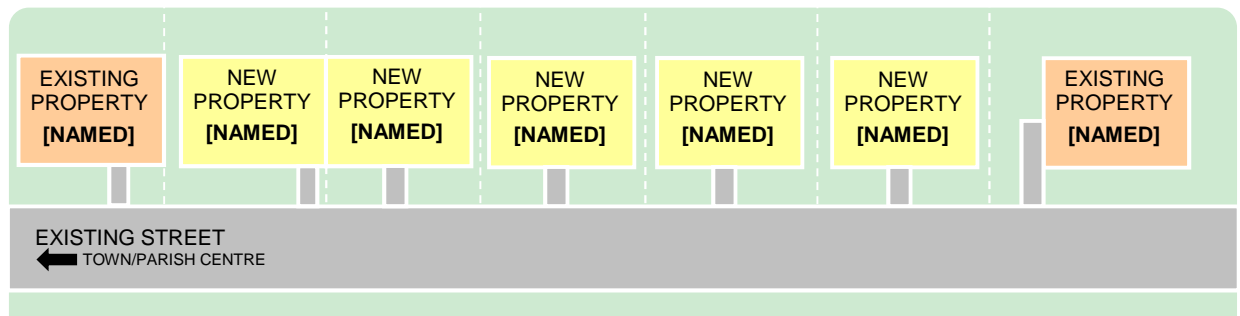 EXISTING
PROPERTY
[NAMED]
NEW
PROPERTY
[NAMED]
NEW
PROPERTY
[NAMED]
NEW
PROPERTY
[NAMED]
NEW
PROPERTY
[NAMED]
NEW
PROPERTY
[NAMED]
EXISTING
PROPERTY
[NAMED]
EXISTING STREET
TOWN/PARISH CENTRE